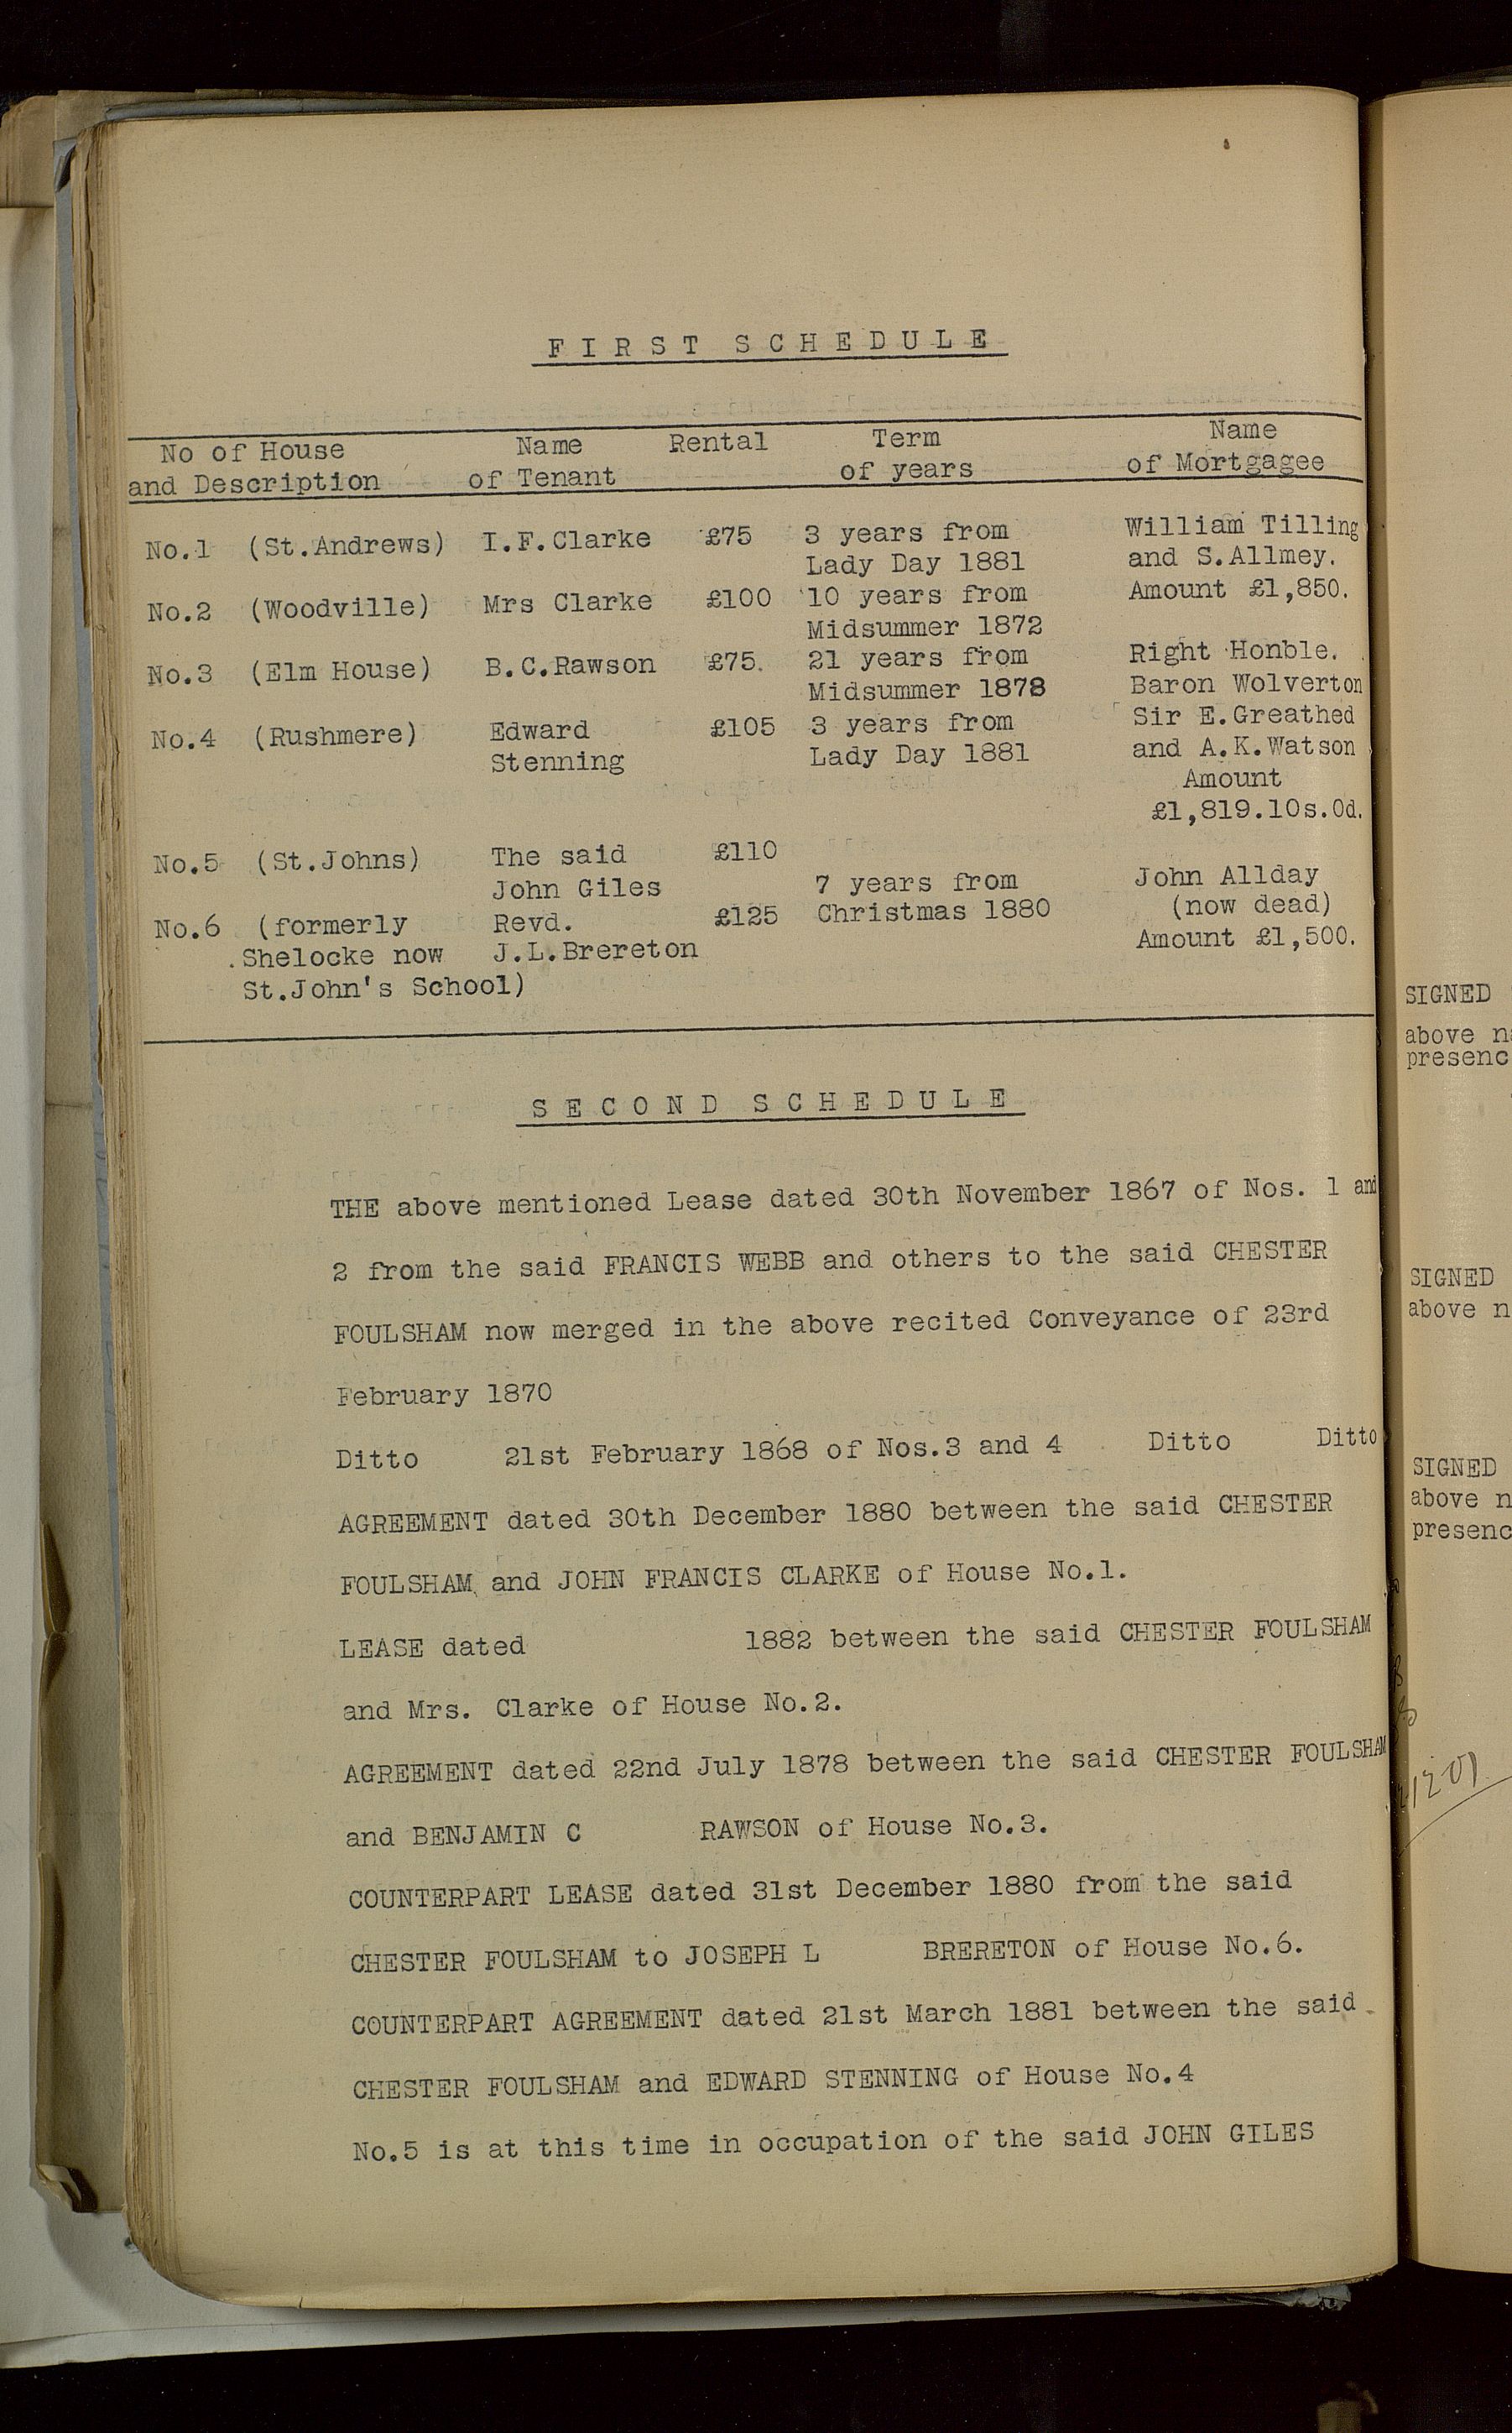 FIRST SCHEDULE
No of House and Description Name of Tenant Rental Term of years Name of Mortgagee
No.1 (St.Andrews) I.F.Clarke £75 3 years from William Tilling
Lady Day 1881 and S.Allmey.
No.2 (Woodville) Mrs Clarke £100 10 years from Amount £1,850.
Midsummer 1872
No.3 (Elm House) B.C.Rawson £75. 21 years from Right Honble.
Midsummer 1878 Baron Wolverton
No.4 (Rushmere) Edward £105 3 years from Sir E.Greathed
Stenning Lady Day 1881 and A.K.Watson
Amount
£1,819.10s.0d.
No.5 (St.Johns) The said £110
John Giles 7 years from John Allday
No.6 (formerly Revd. £125 Christmas 1880 (now dead)
Shelocke now J.L.Brereton Amount £1,500.
St.John's School)
SECOND SCHEDULE
THE above mentioned Lease dated 30th November 1867 of Nos. 1 and
2 from the said FRANCIS WEBB and others to the said CHESTER
FOULSHAM now merged in the above recited Conveyance of 23rd
February 1870
Ditto 21st February 1868 of Nos.3 and 4 Ditto Ditto
AGREEMENT dated 30th December 1880 between the said CHESTER
FOULSHAM and JOHN FRANCIS CLARKE of House No.1.
LEASE dated 1882 between the said CHESTER FOULSHAM
and Mrs. Clarke of House No.2.
AGREEMENT dated 22nd July 1878 between the said CHESTER FOULSHAM
and BENJAMIN C RAWSON of House No.3.
COUNTERPART LEASE dated 31st December 1880 from the said
CHESTER FOULSHAM to JOSEPH L BRERETON of House No.6.
COUNTERPART AGREEMENT dated 21st March 1881 between the said
CHESTER FOULSHAM and EDWARD STENNING of House No.4
No.5 is at this time in occupation of the said JOHN GILES
SIGNED
above
SIGNED
above
SIGNED
above